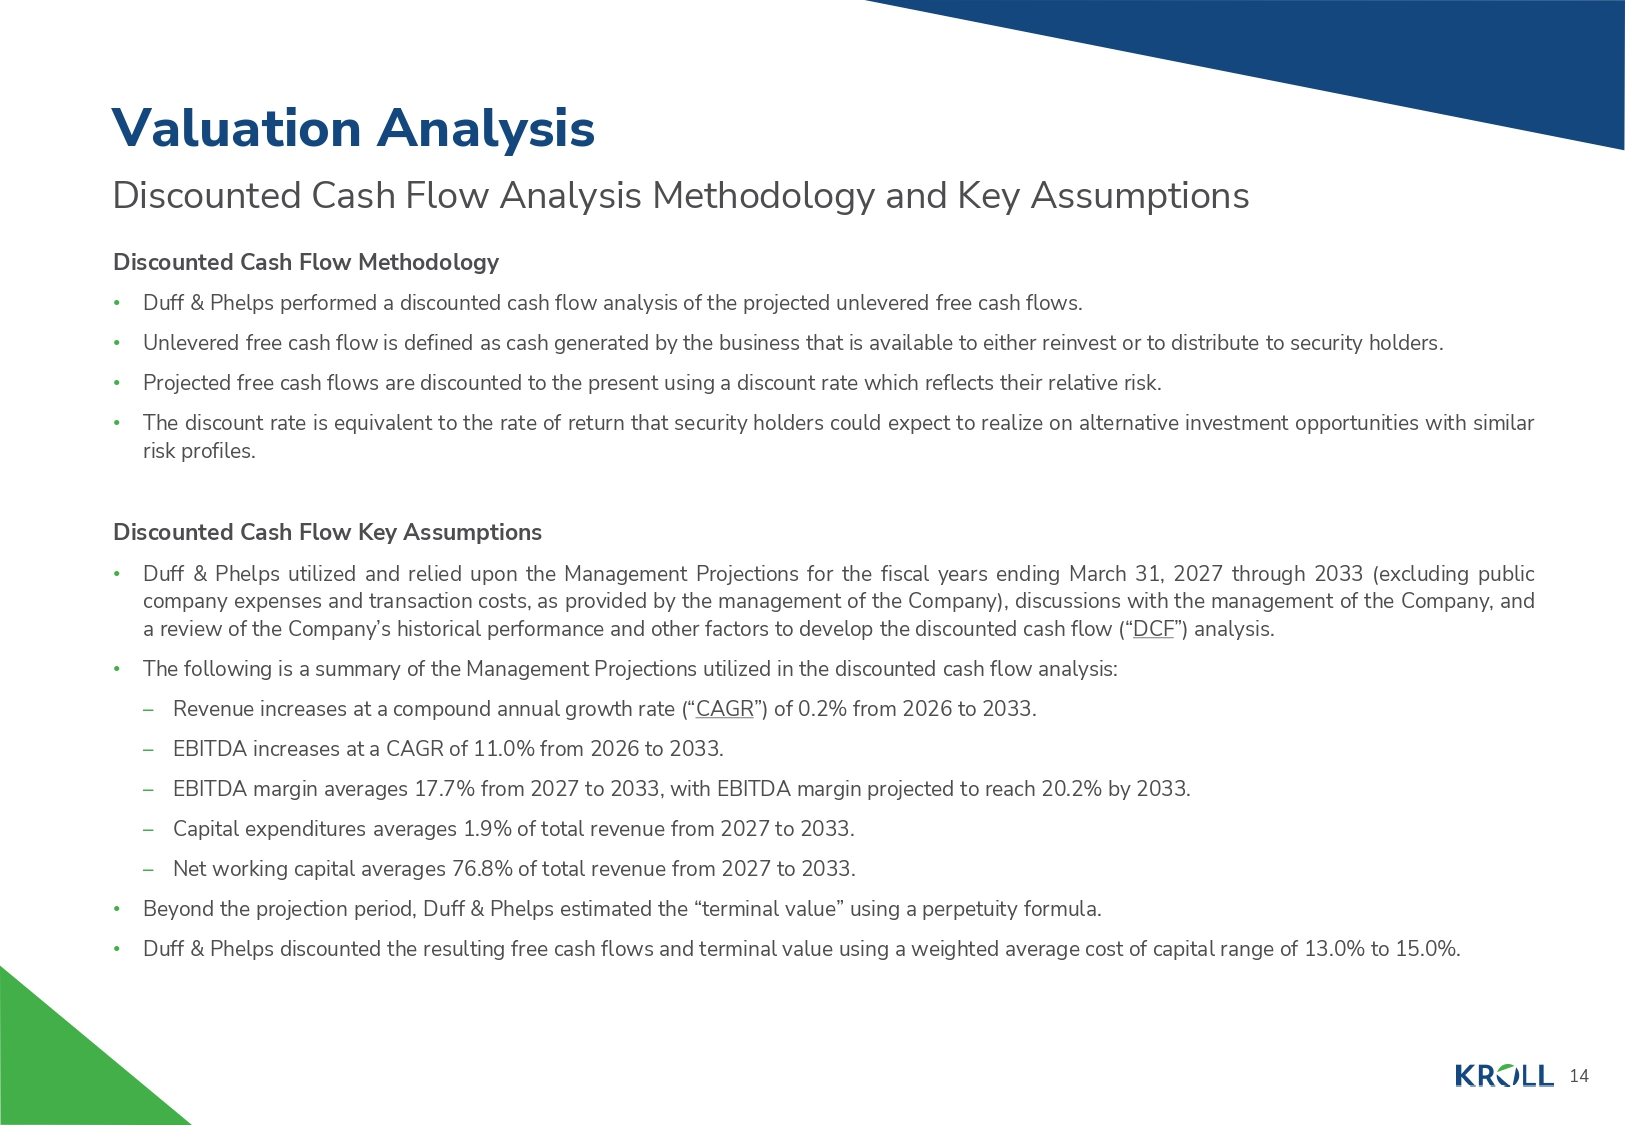 Valuation Analysis
Discounted Cash Flow Analysis Methodology and Key Assumptions
Discounted Cash Flow Methodology
• Duff & Phelps performed a discounted cash flow analysis of the projected unlevered free cash flows.
• Unlevered free cash flow is defined as cash generated by the business that is available to either reinvest or to distribute to security holders.
• Projected free cash flows are discounted to the present using a discount rate which reflects their relative risk.
• The discount rate is equivalent to the rate of return that security holders could expect to realize on alternative investment opportunities with similar
risk profiles.
Discounted Cash Flow Key Assumptions
• Duff & Phelps utilized and relied upon the Management Projections for the fiscal years ending March 31, 2027 through 2033 (excluding public
company expenses and transaction costs, as provided by the management of the Company), discussions with the management of the Company, and
a review of the Company’s historical performance and other factors to develop the discounted cash flow (“DCF”) analysis.
• The following is a summary of the Management Projections utilized in the discounted cash flow analysis:
– Revenue increases at a compound annual growth rate (“CAGR”) of 0.2% from 2026 to 2033.
– EBITDA increases at a CAGR of 11.0% from 2026 to 2033.
– EBITDA margin averages 17.7% from 2027 to 2033, with EBITDA margin projected to reach 20.2% by 2033.
– Capital expenditures averages 1.9% of total revenue from 2027 to 2033.
– Net working capital averages 76.8% of total revenue from 2027 to 2033.
• Beyond the projection period, Duff & Phelps estimated the “terminal value” using a perpetuity formula.
• Duff & Phelps discounted the resulting free cash flows and terminal value using a weighted average cost of capital range of 13.0% to 15.0%.
KROLL 14